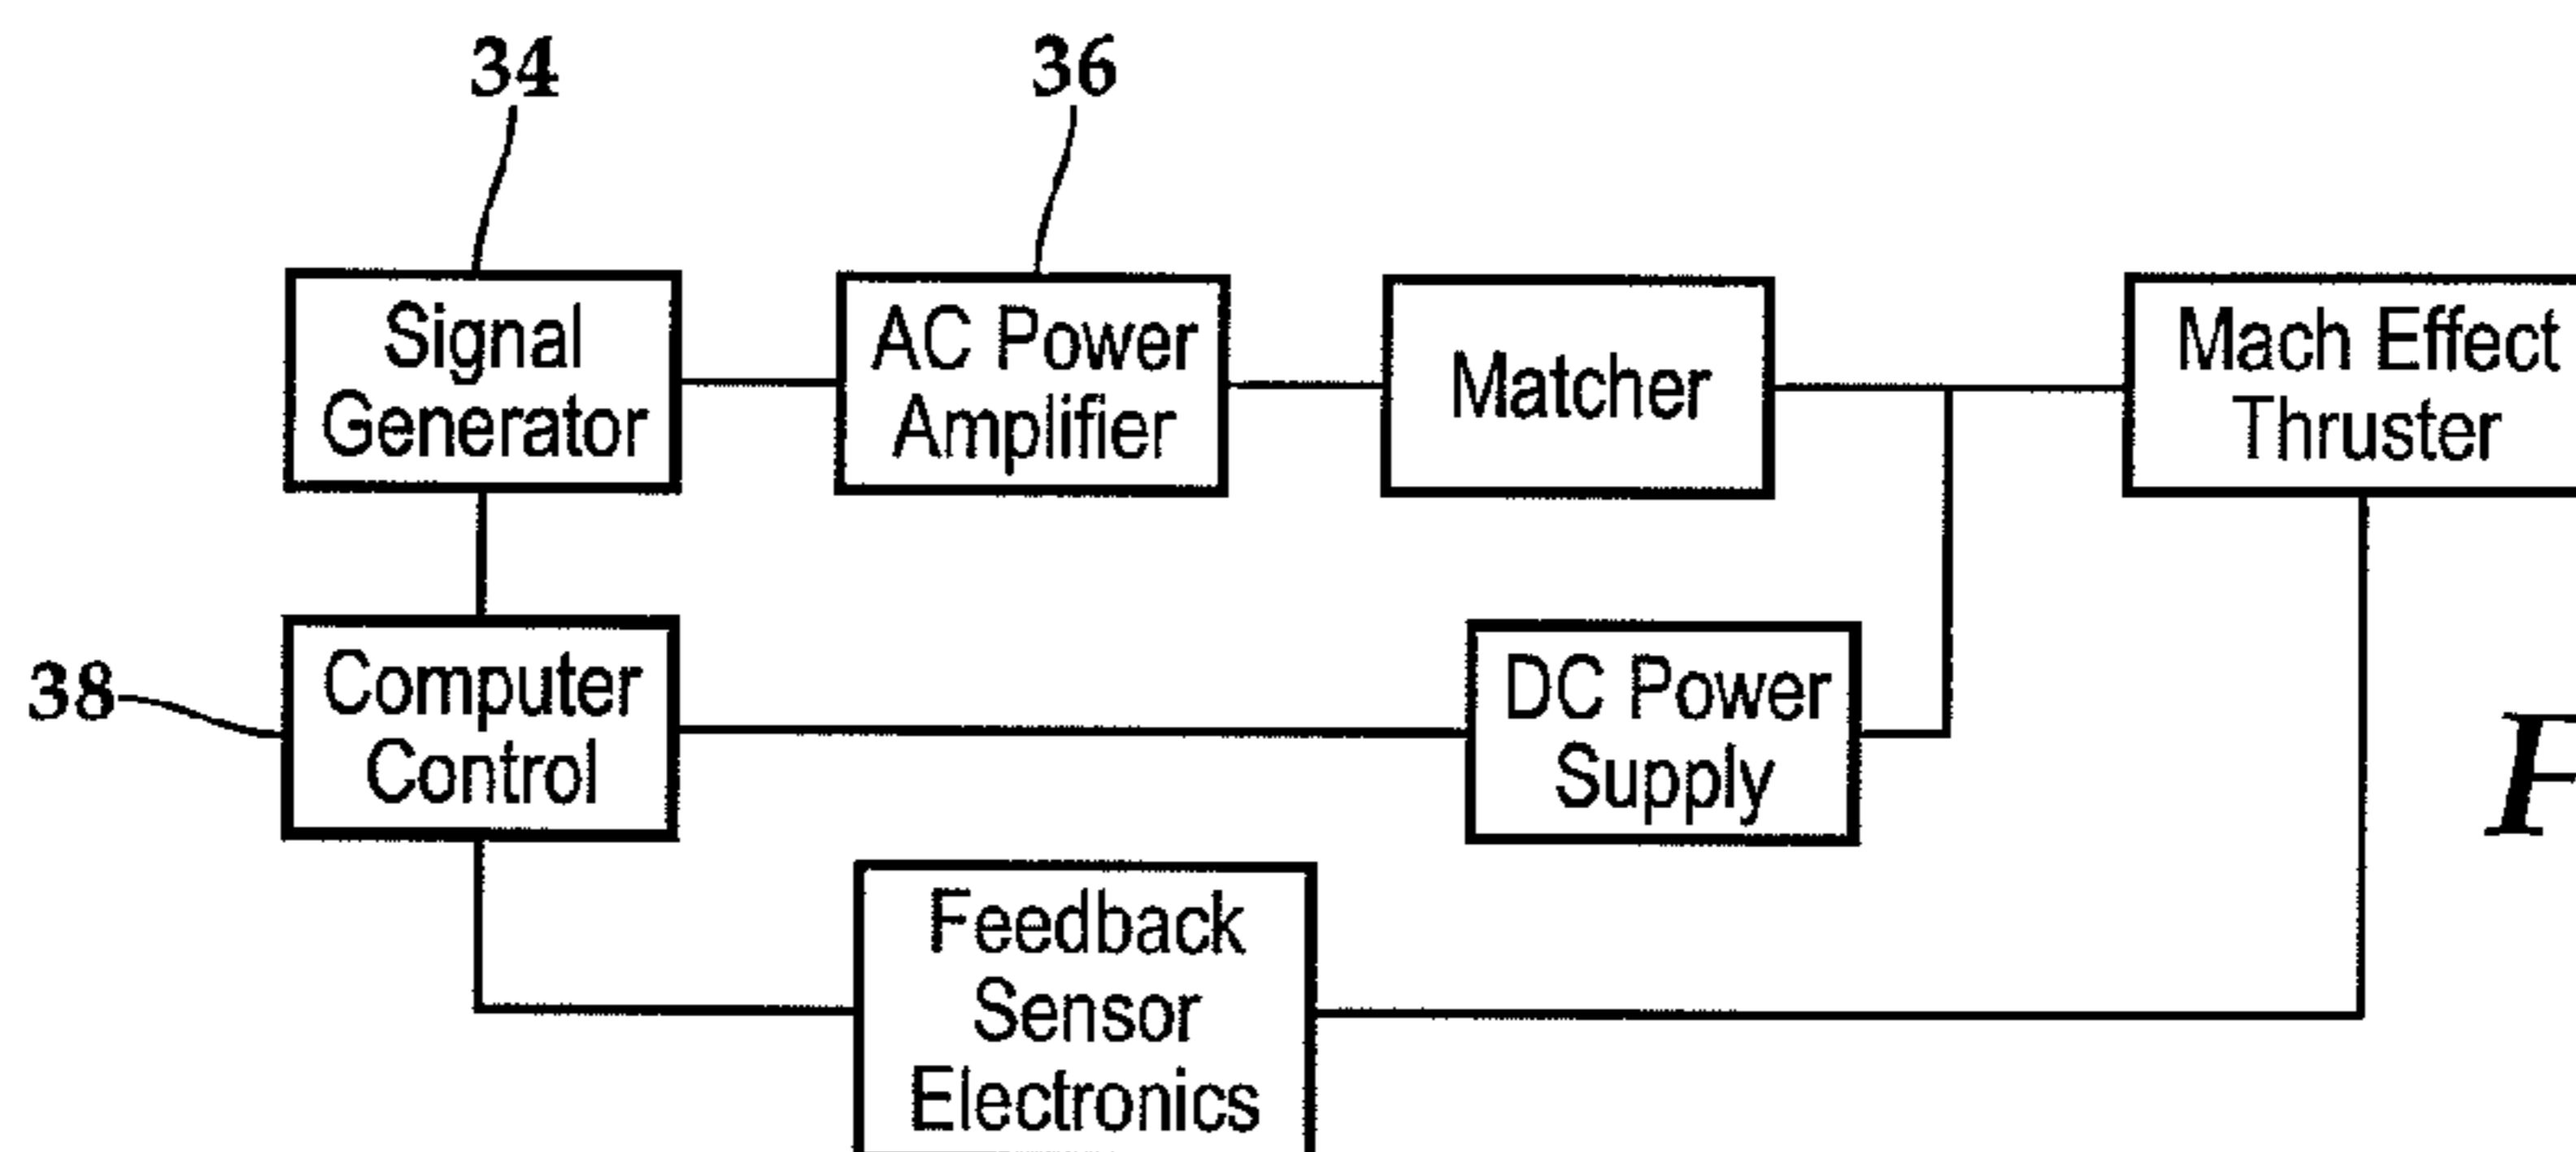 34
36
Signal
Generator
AC Power
Amplifier
Matcher
Mach Effect
Thruster
38
Computer
Control
DC Power
Supply
F
Feedback
Sensor
Electronics